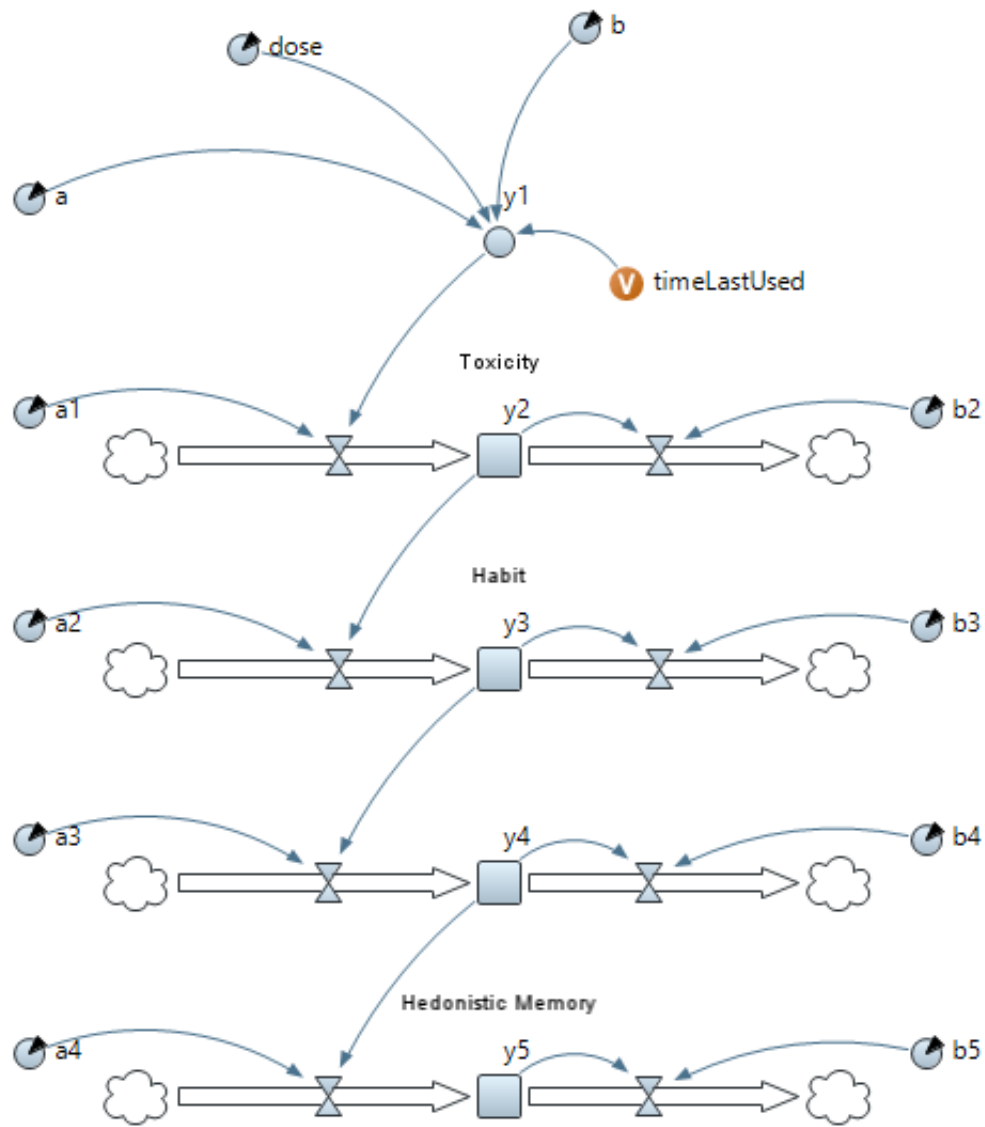 dose
b
a
y1
V
timeLastUsed
Toxicity
a1
y2
b2
Habit
a2
y3
b3
a3
y4
b4
Hedonistic Memory
a4
y5
b5